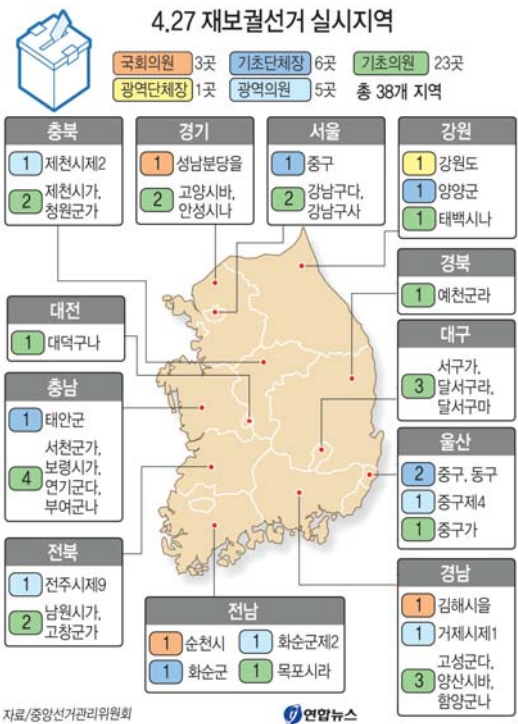 4.27 재보궐선거 실시지역
국회의원 3곳 기초단체장 6곳 기초의원 23곳
광역단체장 1곳 광역의원 5곳 총 38개 지역
충북
1 제천시제2
2 제천시가,
청원군가
경기
1 성남분당을
2 고양시바,
안성시나
서울
1 중구
2 강남구다,
강남구사
강원
1 강원도
1 양양군
1 태백시나
경북
1 예천군라
대전
1 대덕구나
대구
3 서구가,
달서구라,
달서구마
충남
1 태안군
4 서천군가,
보령시가,
연기군다,
부여군나
울산
2 중구, 동구
1 중구제4
1 중구가
전북
1 전주시제9
2 남원시가,
고창군가
전남
1 순천시 1 화순군제2
1 화순군 1 목포시라
경남
1 김해시을
1 거제시제1
3 고성군다,
양산시바,
함양군나
자료/중앙선거관리위원회
연합뉴스